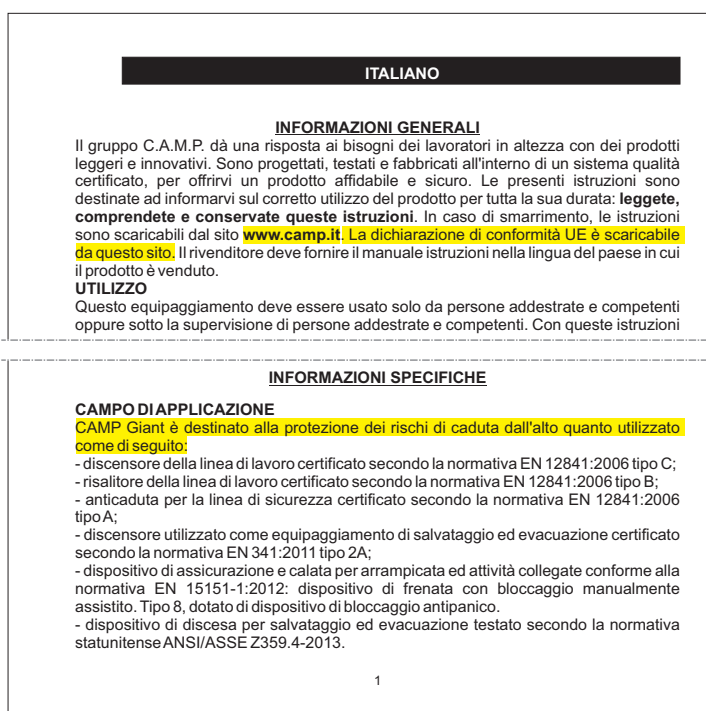 ITALIANO
INFORMAZIONI GENERALI
Il gruppo C.A.M.P. dà una risposta ai bisogni dei lavoratori in altezza con dei prodotti
leggeri e innovativi. Sono progettati, testati e fabbricati all'interno di un sistema qualità
certificato, per offrirvi un prodotto affidabile e sicuro. Le presenti istruzioni sono
destinate ad informarvi sul corretto utilizzo del prodotto per tutta la sua durata: leggete,
comprendete e conservate queste istruzioni. In caso di smarrimento, le istruzioni
sono scaricabili dal sito www.camp.it. La dichiarazione di conformità UE è scaricabile
da questo sito. Il rivenditore deve fornire il manuale istruzioni nella lingua del paese in cui
il prodotto è venduto.
UTILIZZO
Questo equipaggiamento deve essere usato solo da persone addestrate e competenti
oppure sotto la supervisione di persone addestrate e competenti. Con queste istruzioni
INFORMAZIONI SPECIFICHE
CAMPO DI APPLICAZIONE
CAMP Giant è destinato alla protezione dei rischi di caduta dall'alto quanto utilizzato
come di seguito:
- discensore della linea di lavoro certificato secondo la normativa EN 12841:2006 tipo C;
- risalitore della linea di lavoro certificato secondo la normativa EN 12841:2006 tipo B;
- anticaduta per la linea di sicurezza certificato secondo la normativa EN 12841:2006
tipo A;
- discensore utilizzato come equipaggiamento di salvataggio ed evacuazione certificato
secondo la normativa EN 341:2011 tipo 2A;
- dispositivo di assicurazione e calata per arrampicata ed attività collegate conforme alla
normativa EN 15151-1:2012: dispositivo di frenata con bloccaggio manualmente
assistito. Tipo 8, dotato di dispositivo di bloccaggio antipanico.
- dispositivo di discesa per salvataggio ed evacuazione testato secondo la normativa
statunitense ANSI/ASSE Z359.4-2013.
1